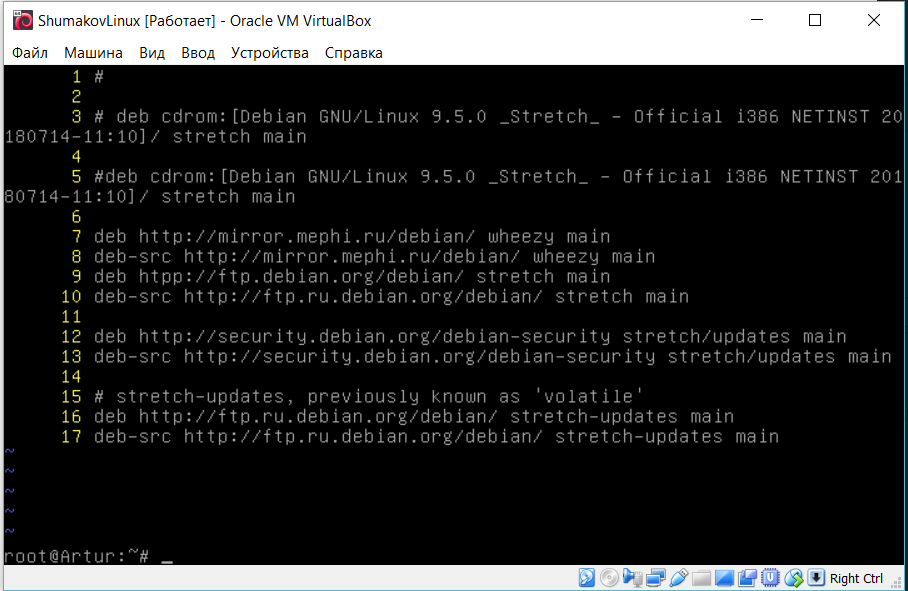 ShumakovLinux [Работает] - Oracle VM VirtualBox
Файл Машина Вид Ввод Устройства Справка
1 #
2
3 # deb cdrom:[Debian GNU/Linux 9.5.0 _Stretch_ - Official i386 NETINST 20
180714-11:10]/ stretch main
4
5 #deb cdrom:[Debian GNU/Linux 9.5.0 _Stretch_ - Official i386 NETINST 201
80714-11:10]/ stretch main
6
7 deb http://mirror.mephi.ru/debian/ wheezy main
8 deb-src http://mirror.mephi.ru/debian/ wheezy main
9 deb htpp://ftp.debian.org/debian/ stretch main
10 deb-src http://ftp.ru.debian.org/debian/ stretch main
11
12 deb http://security.debian.org/debian-security stretch/updates main
13 deb-src http://security.debian.org/debian-security stretch/updates main
14
15 # stretch-updates, previously known as 'volatile'
16 deb http://ftp.ru.debian.org/debian/ stretch-updates main
17 deb-src http://ftp.ru.debian.org/debian/ stretch-updates main
~
~
~
~
~
root@Artur:~# _
Right Ctrl